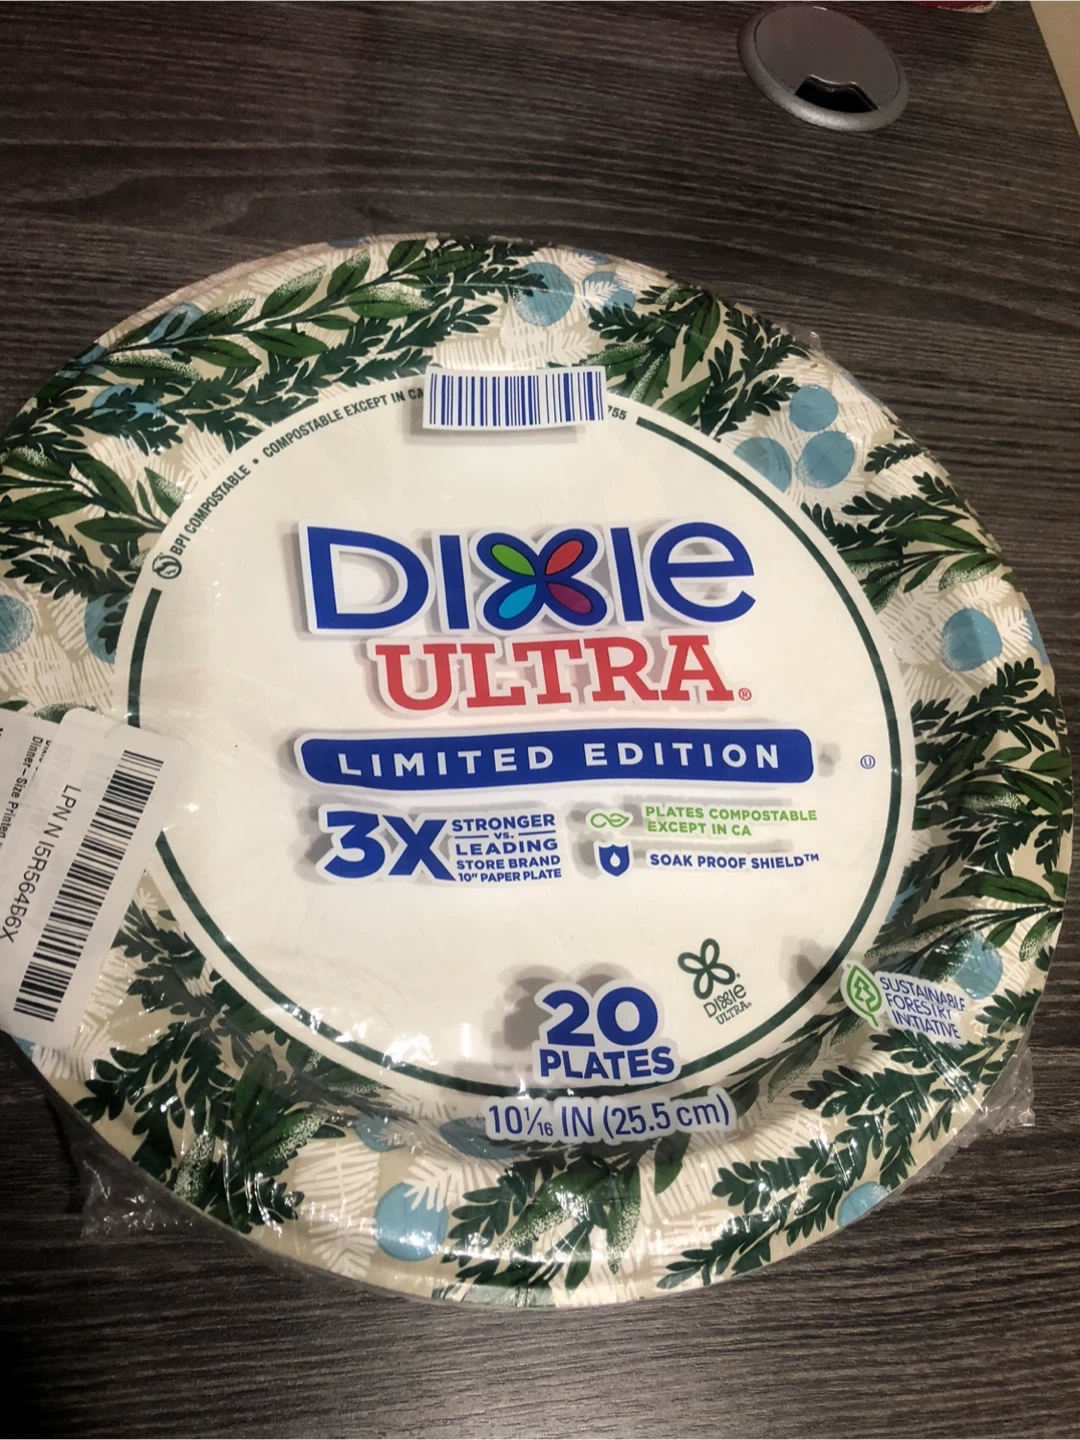 BPI COMPOSTABLE • COMPOSTABLE EXCEPT IN CA
755
DIXIE
ULTRA®
LIMITED EDITION
3X
STRONGER
VS.
LEADING
STORE BRAND
10" PAPER PLATE
PLATES COMPOSTABLE
EXCEPT IN CA
SOAK PROOF SHIELD™
U
DIXIE
ULTRA®
20
PLATES
10 1/16 IN (25.5 cm)
SUSTAINABLE
FORESTRY
INITIATIVE
Dinner-Size Printed